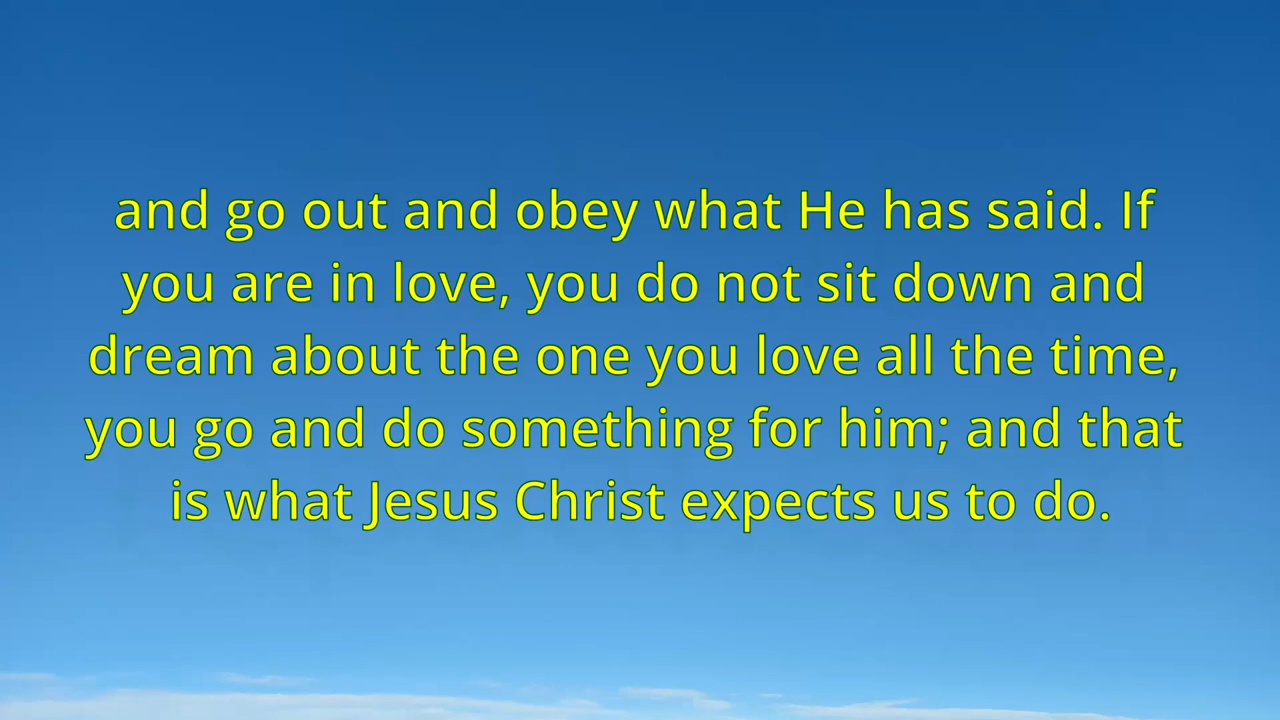 and go out and obey what He has said. If
you are in love, you do not sit down and
dream about the one you love all the time,
you go and do something for him; and that
is what Jesus Christ expects us to do.